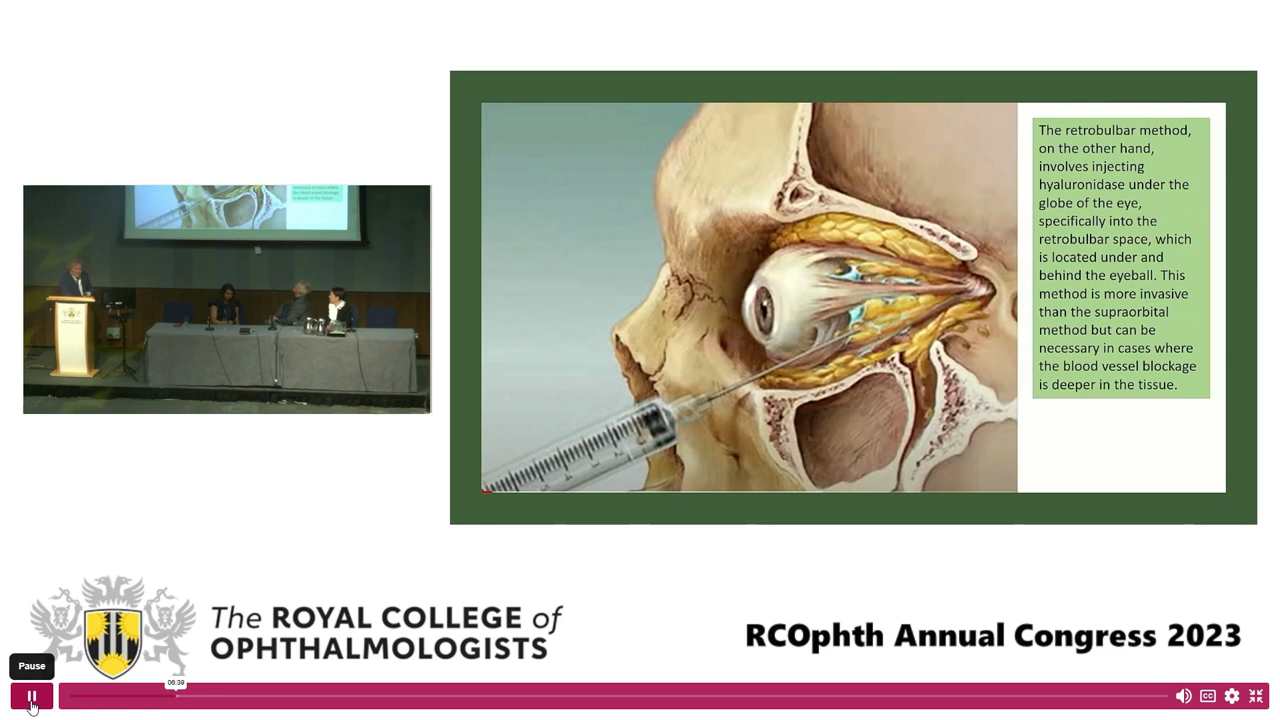 The retrobulbar method,
on the other hand,
involves injecting
hyaluronidase under the
globe of the eye,
specifically into the
retrobulbar space, which
is located under and
behind the eyeball. This
method is more invasive
than the supraorbital
method but can be
necessary in cases where
the blood vessel blockage
is deeper in the tissue.
The ROYAL COLLEGE of
OPHTHALMOLOGISTS
RCOphth Annual Congress 2023
Pause
06:39
CC